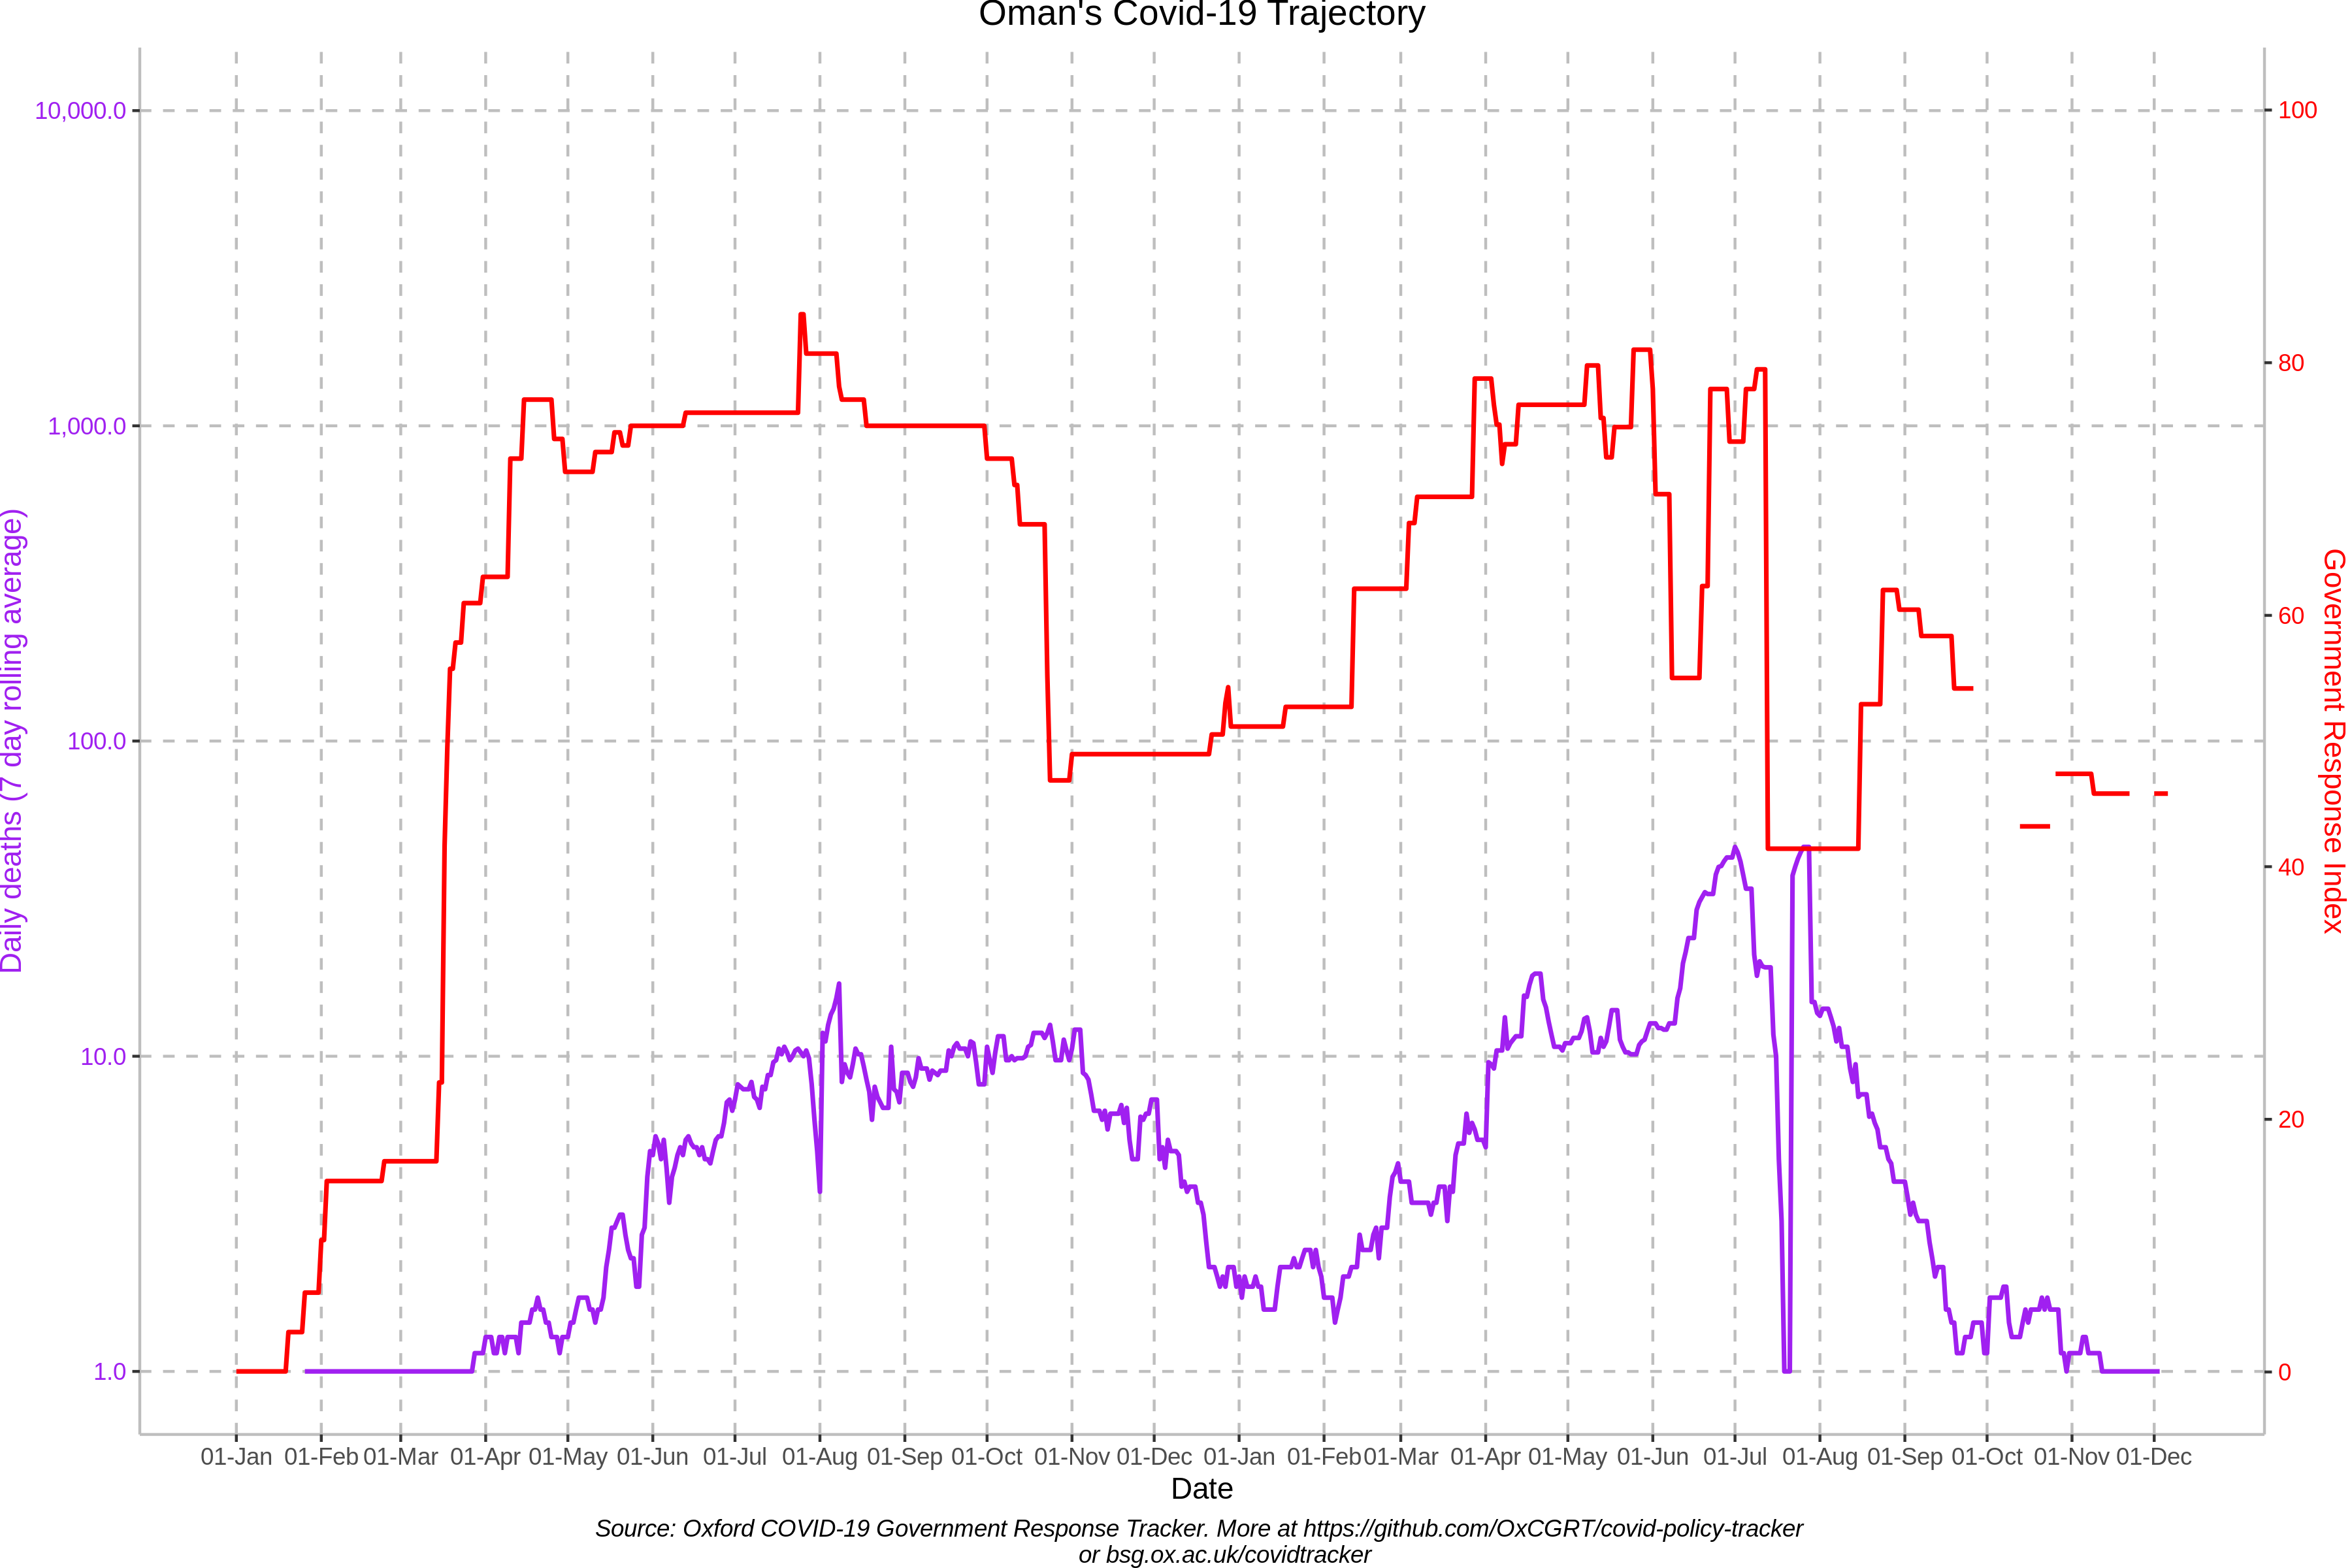 Oman's Covid-19 Trajectory
10,000.0
1,000.0
100.0
10.0
1.0
Daily deaths (7 day rolling average)
100
80
60
40
20
0
Government Response Index
01-Jan 01-Feb 01-Mar 01-Apr 01-May 01-Jun 01-Jul 01-Aug 01-Sep 01-Oct 01-Nov 01-Dec 01-Jan 01-Feb 01-Mar 01-Apr 01-May 01-Jun 01-Jul 01-Aug 01-Sep 01-Oct 01-Nov 01-Dec
Date
Source: Oxford COVID-19 Government Response Tracker. More at https://github.com/OxCGRT/covid-policy-tracker
or bsg.ox.ac.uk/covidtracker